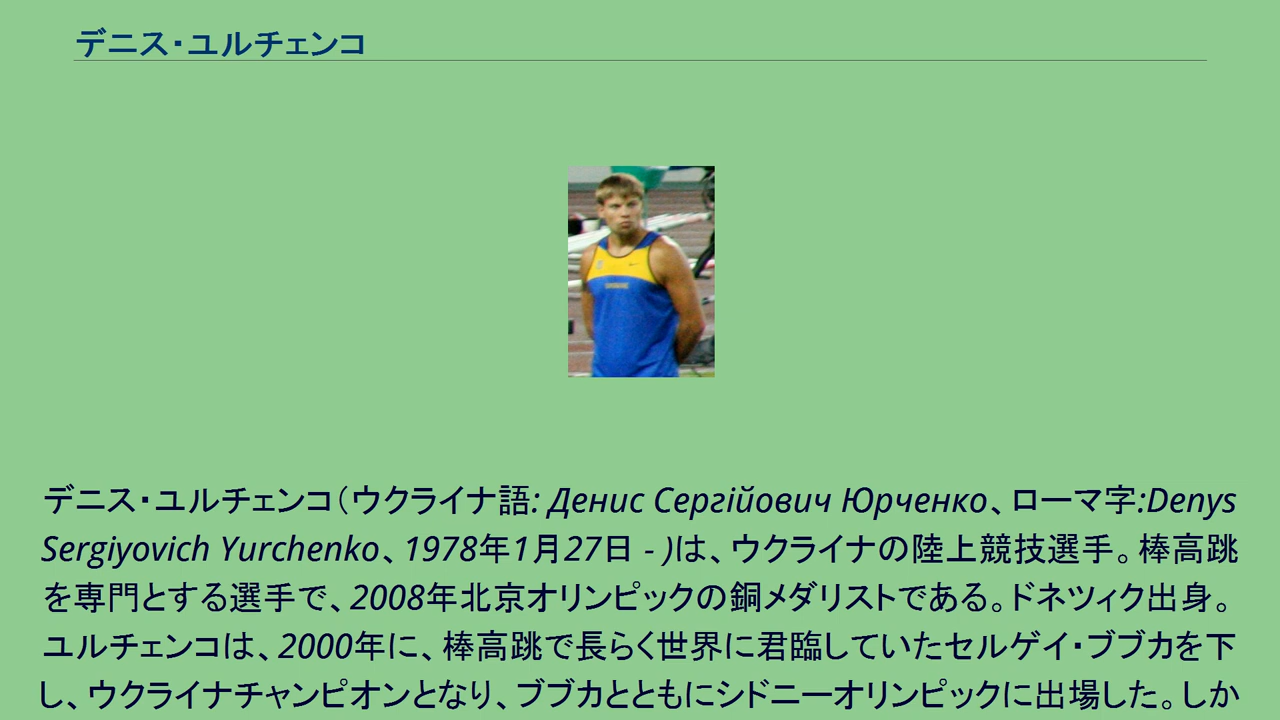 デニス・ユルチェンコ
デニス・ユルチェンコ（ウクライナ語: Денис Сергійович Юрченко、ローマ字:Denys
Sergiyovich Yurchenko、1978年1月27日 - )は、ウクライナの陸上競技選手。棒高跳
を専門とする選手で、2008年北京オリンピックの銅メダリストである。ドネツィク出身。
ユルチェンコは、2000年に、棒高跳で長らく世界に君臨していたセルゲイ・ブブカを下
し、ウクライナチャンピオンとなり、ブブカとともにシドニーオリンピックに出場した。しか